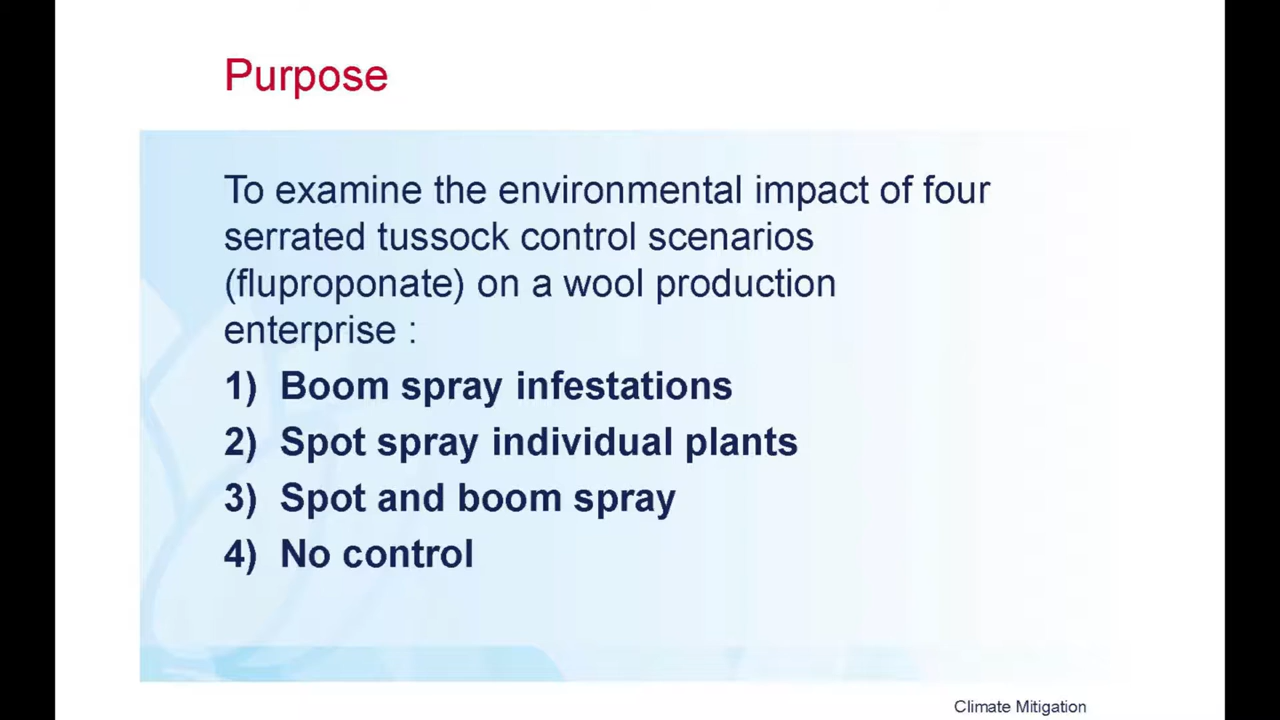 Purpose
To examine the environmental impact of four
serrated tussock control scenarios
(fluproponate) on a wool production
enterprise :
1) Boom spray infestations
2) Spot spray individual plants
3) Spot and boom spray
4) No control
Climate Mitigation